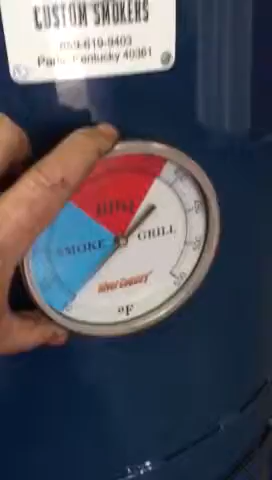 CUSTOM SMOKERS
859-619-9403
Paris, Kentucky 40361
BBQ
SMOKE
GRILL
River Country
°F